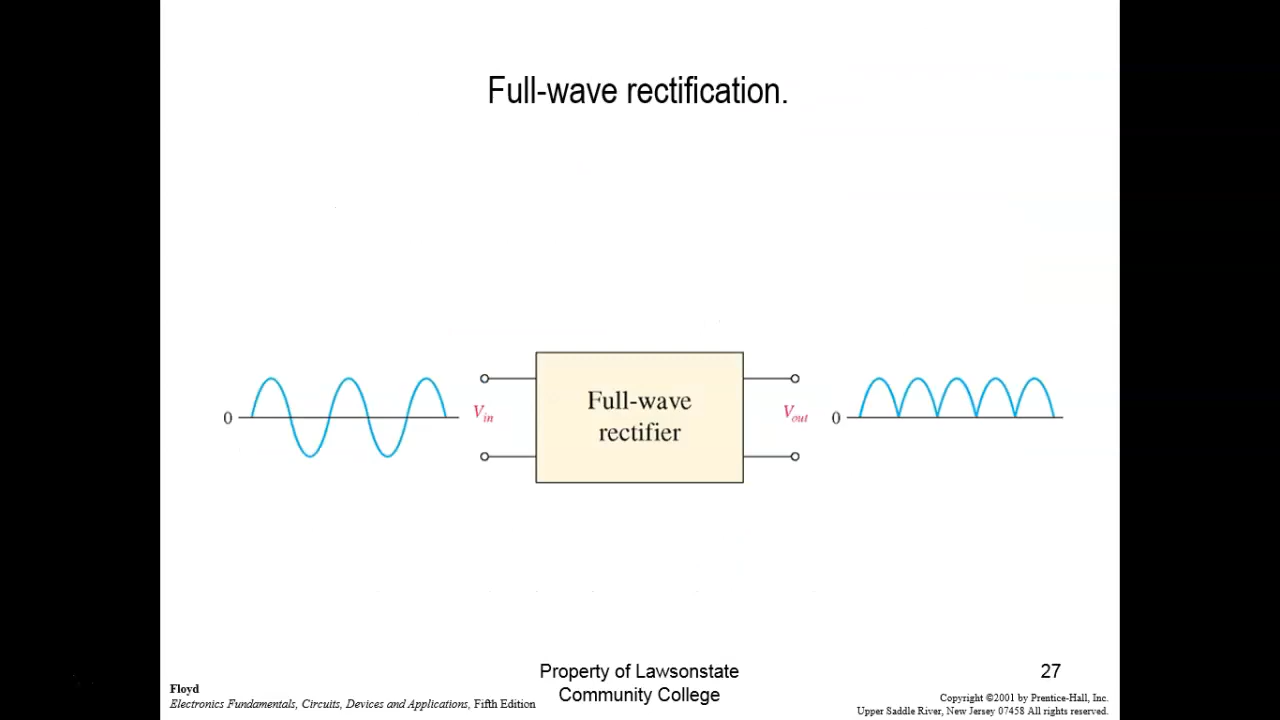 Full-wave rectification.
0
V_in
Full-wave
rectifier
V_out
0
Property of Lawsonstate
Community College
27
Floyd
Electronics Fundamentals, Circuits, Devices and Applications, Fifth Edition
Copyright ©2001 by Prentice-Hall, Inc.
Upper Saddle River, New Jersey 07458 All rights reserved.